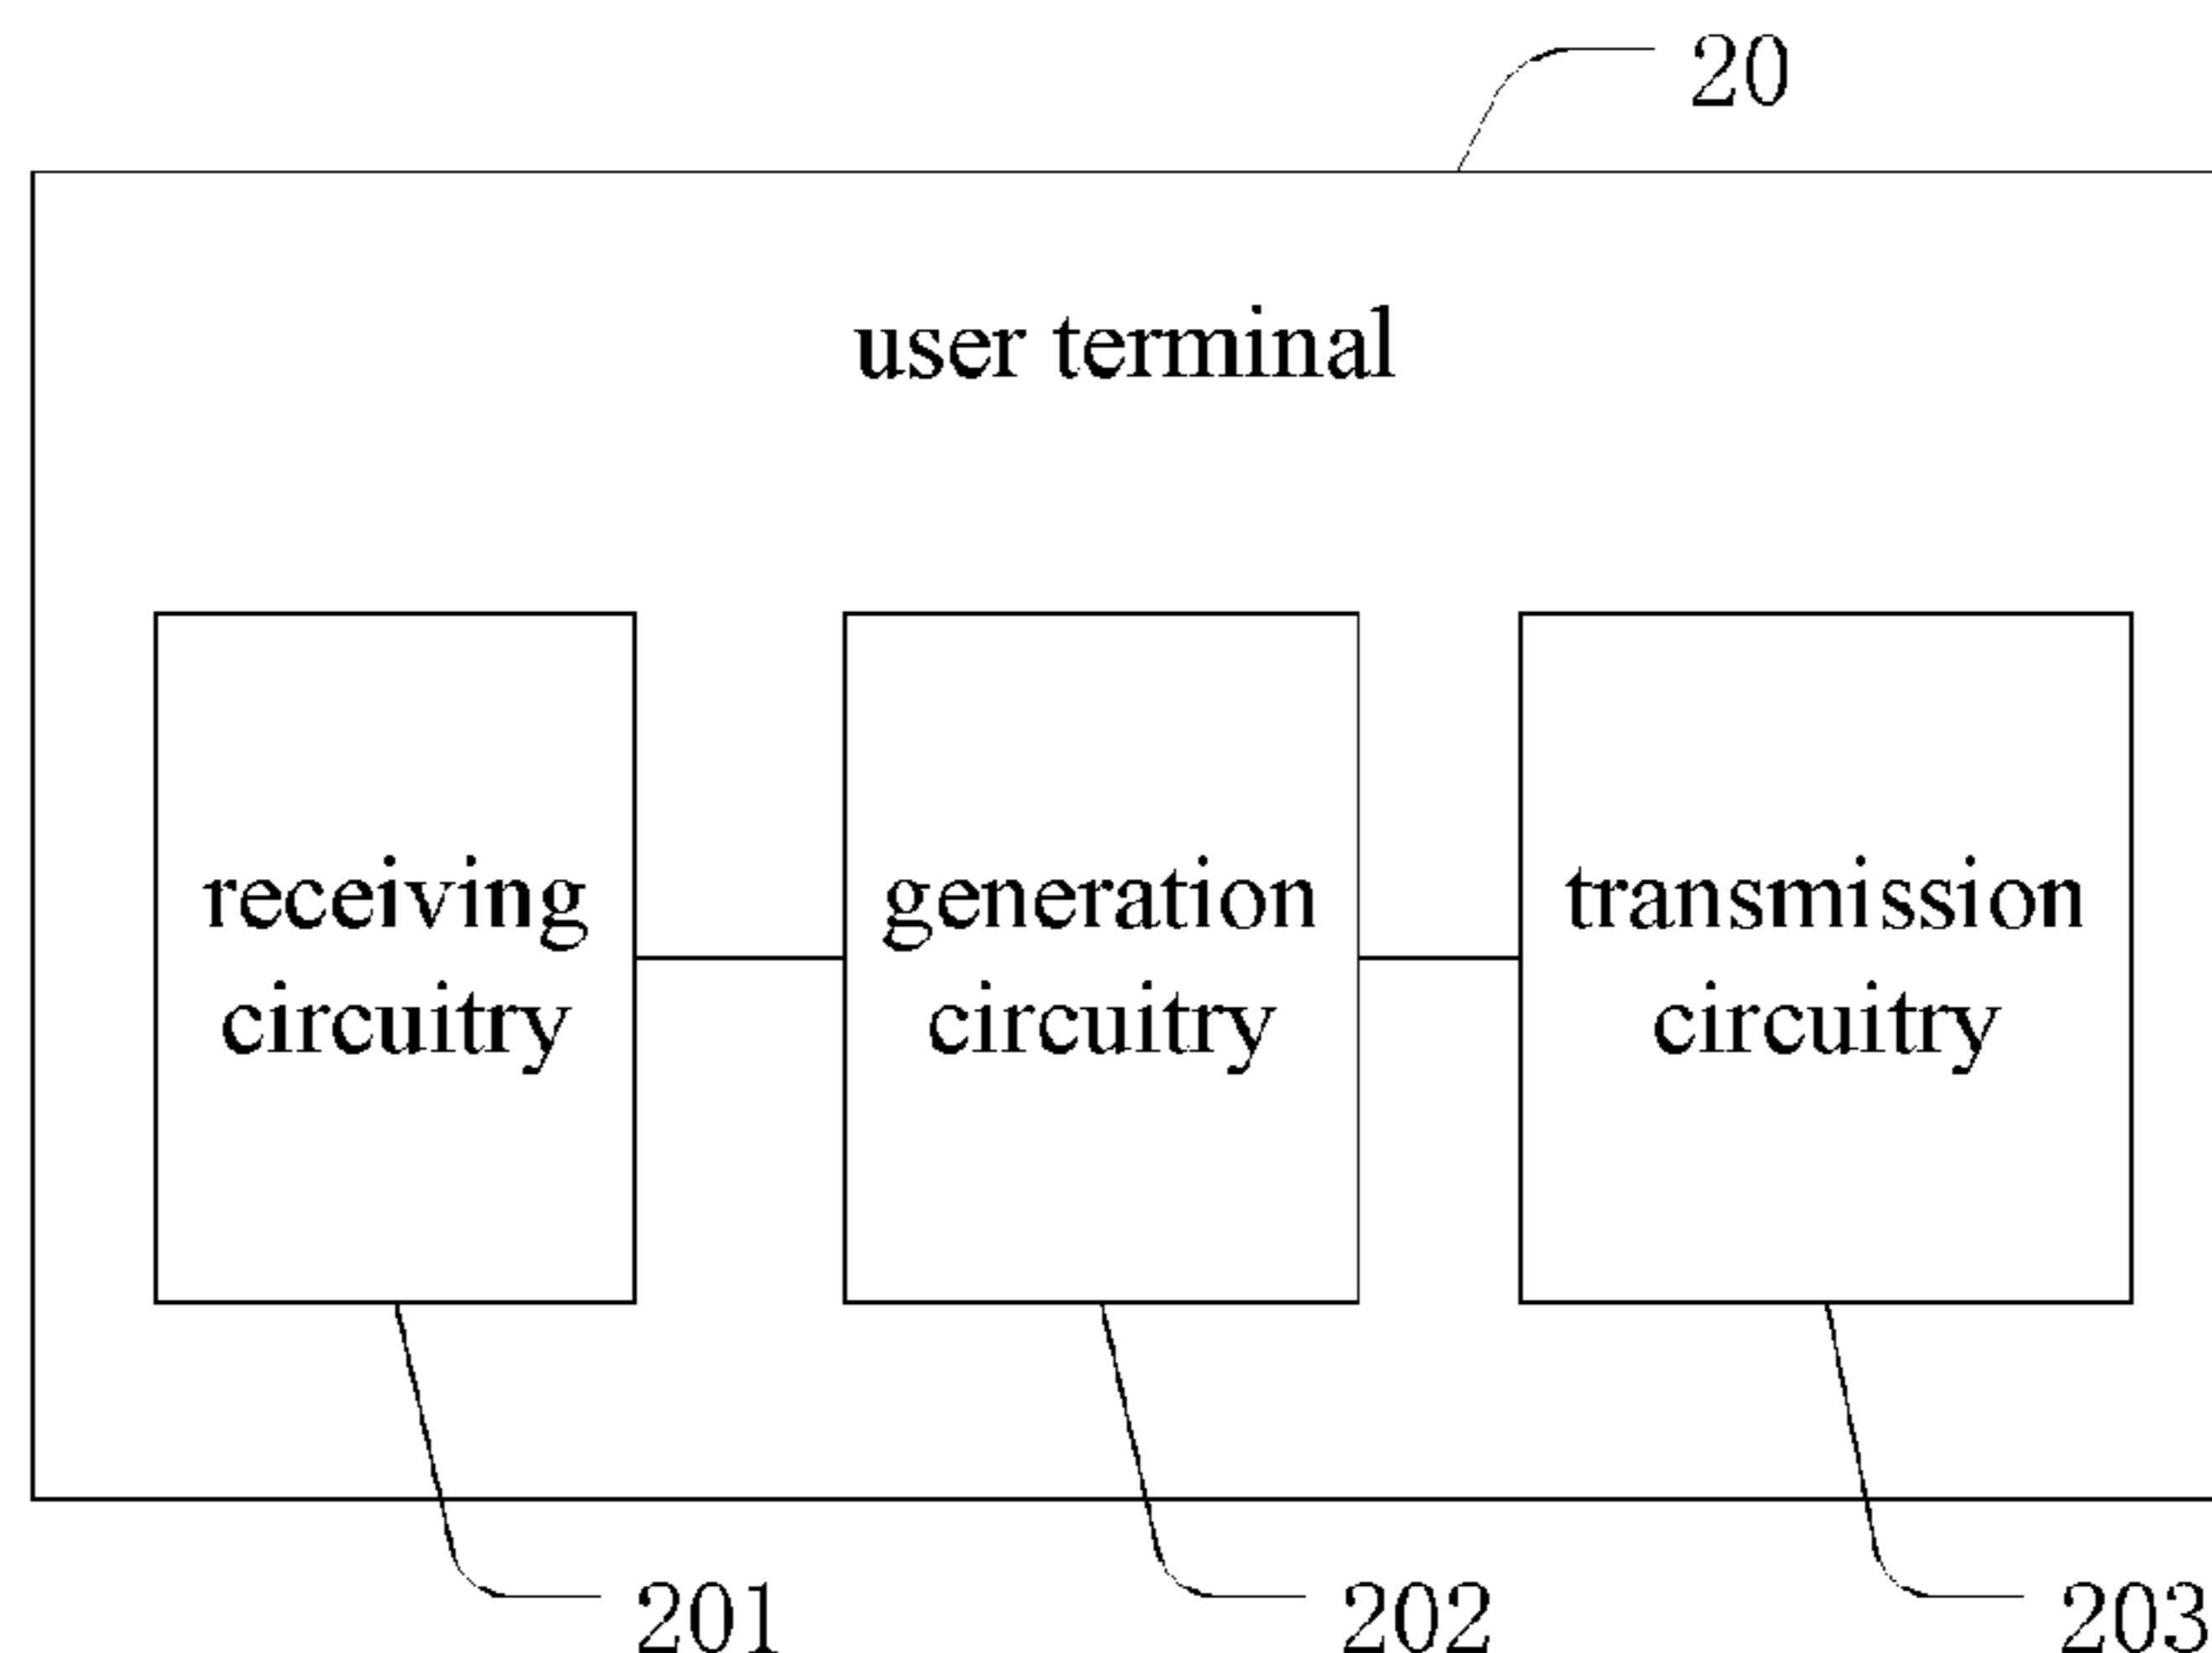 20
user terminal
receiving
circuitry
generation
circuitry
transmission
circuitry
201
202
203